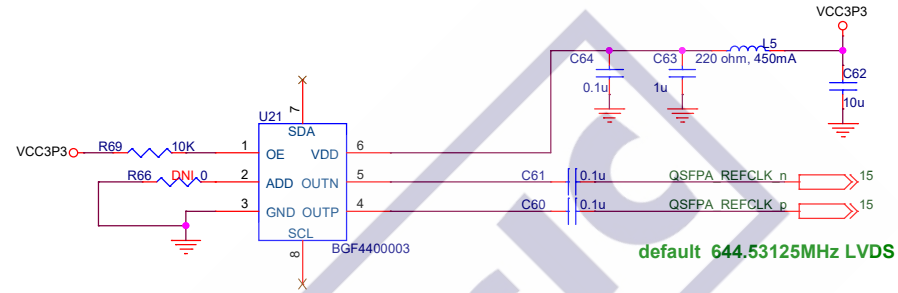 VCC3P3
L5
C64
C63
220 ohm, 450mA
C62
0.1u
1u
10u
7
U21
SDA
VCC3P3
R69
10K
1
OE
VDD
6
R66
DNI_0
2
ADD
OUTN
5
C61
0.1u
QSFPA_REFCLK_n
15
3
GND
OUTP
4
C60
0.1u
QSFPA_REFCLK_p
15
SCL
8
BGF4400003
default 644.53125MHz LVDS